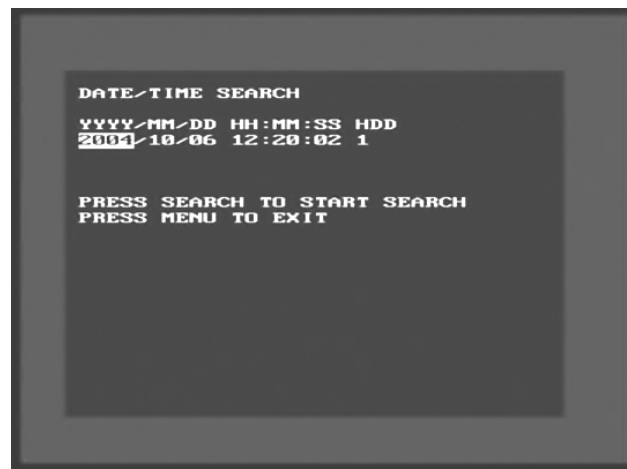 DATE/TIME SEARCH
YYYY/MM/DD HH:MM:SS HDD
2004/10/06 12:20:02 1
PRESS SEARCH TO START SEARCH
PRESS MENU TO EXIT